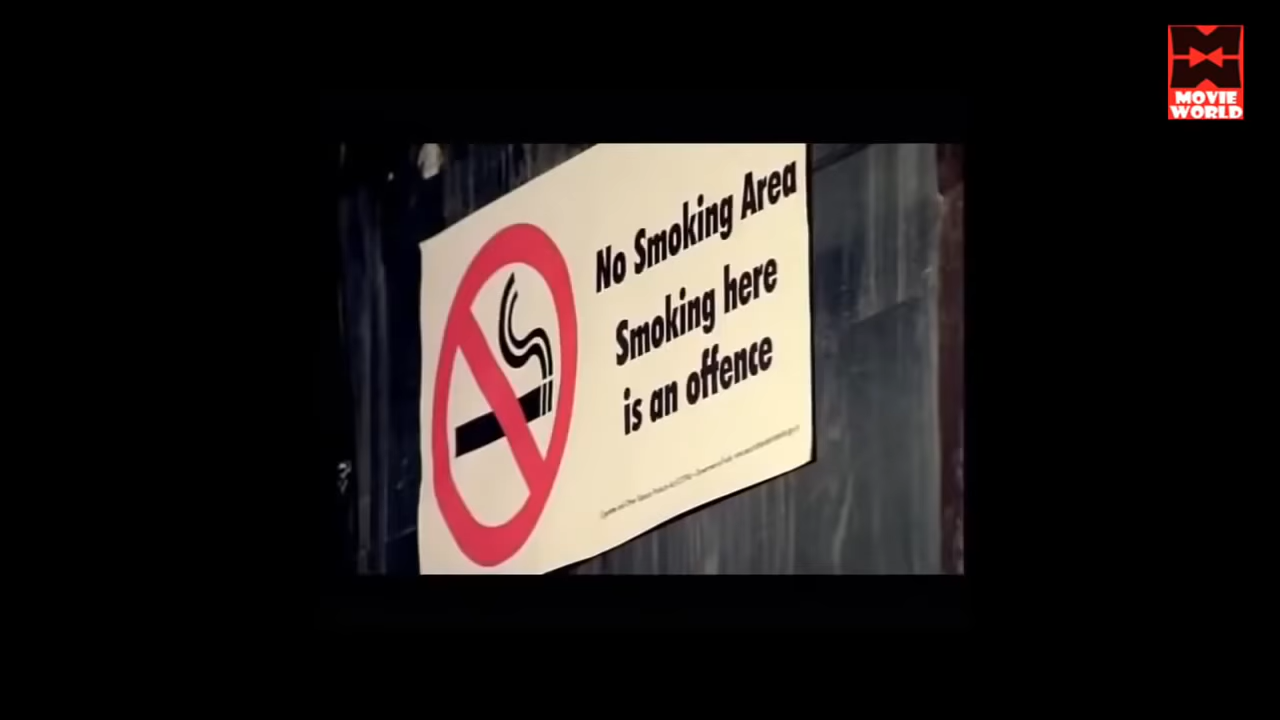 MOVIE
WORLD
No Smoking Area
Smoking here
is an offence